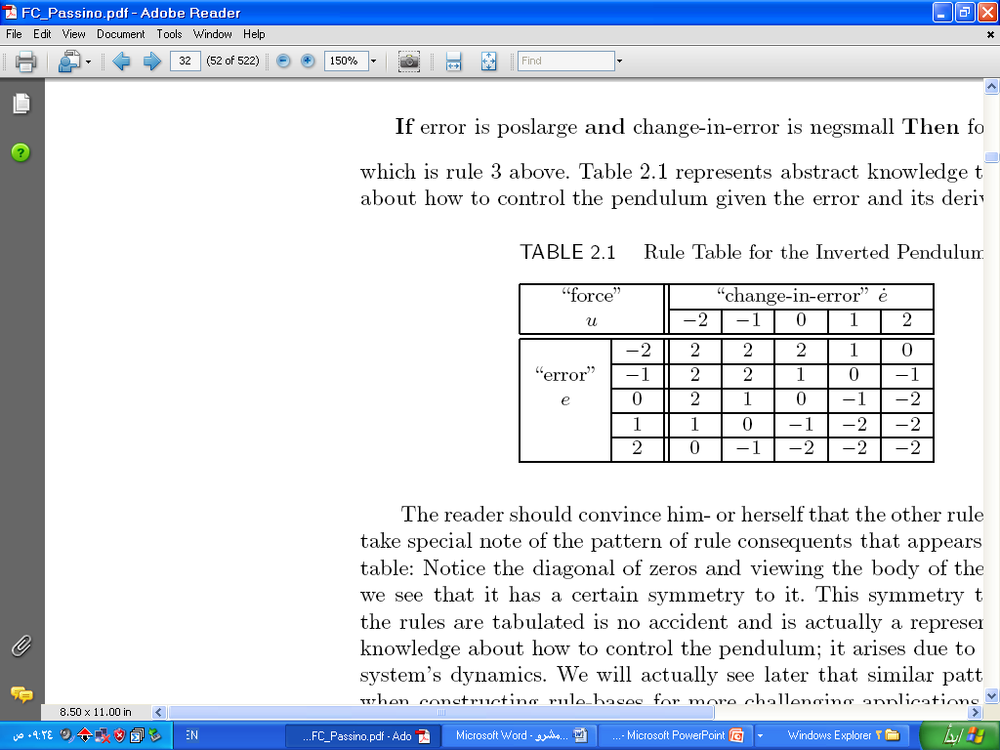 FC_Passino.pdf - Adobe Reader
File Edit View Document Tools Window Help
32 (52 of 522) 150% Find
If error is poslarge and change-in-error is negsmall Then fo
which is rule 3 above. Table 2.1 represents abstract knowledge t
about how to control the pendulum given the error and its deriv
TABLE 2.1 Rule Table for the Inverted Pendulum
“force” “change-in-error” ė
u −2 −1 0 1 2
−2 2 2 2 1 0
“error” −1 2 2 1 0 −1
e 0 2 1 0 −1 −2
1 1 0 −1 −2 −2
2 0 −1 −2 −2 −2
The reader should convince him- or herself that the other rule
take special note of the pattern of rule consequents that appears
table: Notice the diagonal of zeros and viewing the body of the
we see that it has a certain symmetry to it. This symmetry t
the rules are tabulated is no accident and is actually a represen
knowledge about how to control the pendulum; it arises due to
system’s dynamics. We will actually see later that similar patt
when constructing rule-bases for more challenging applications
8.50 x 11.00 in
٠٩:٢٤ ص EN ...FC_Passino.pdf - Ado Microsoft Word - مشرو... ...- Microsoft PowerPoint Windows Explorer ٢ ابدأ